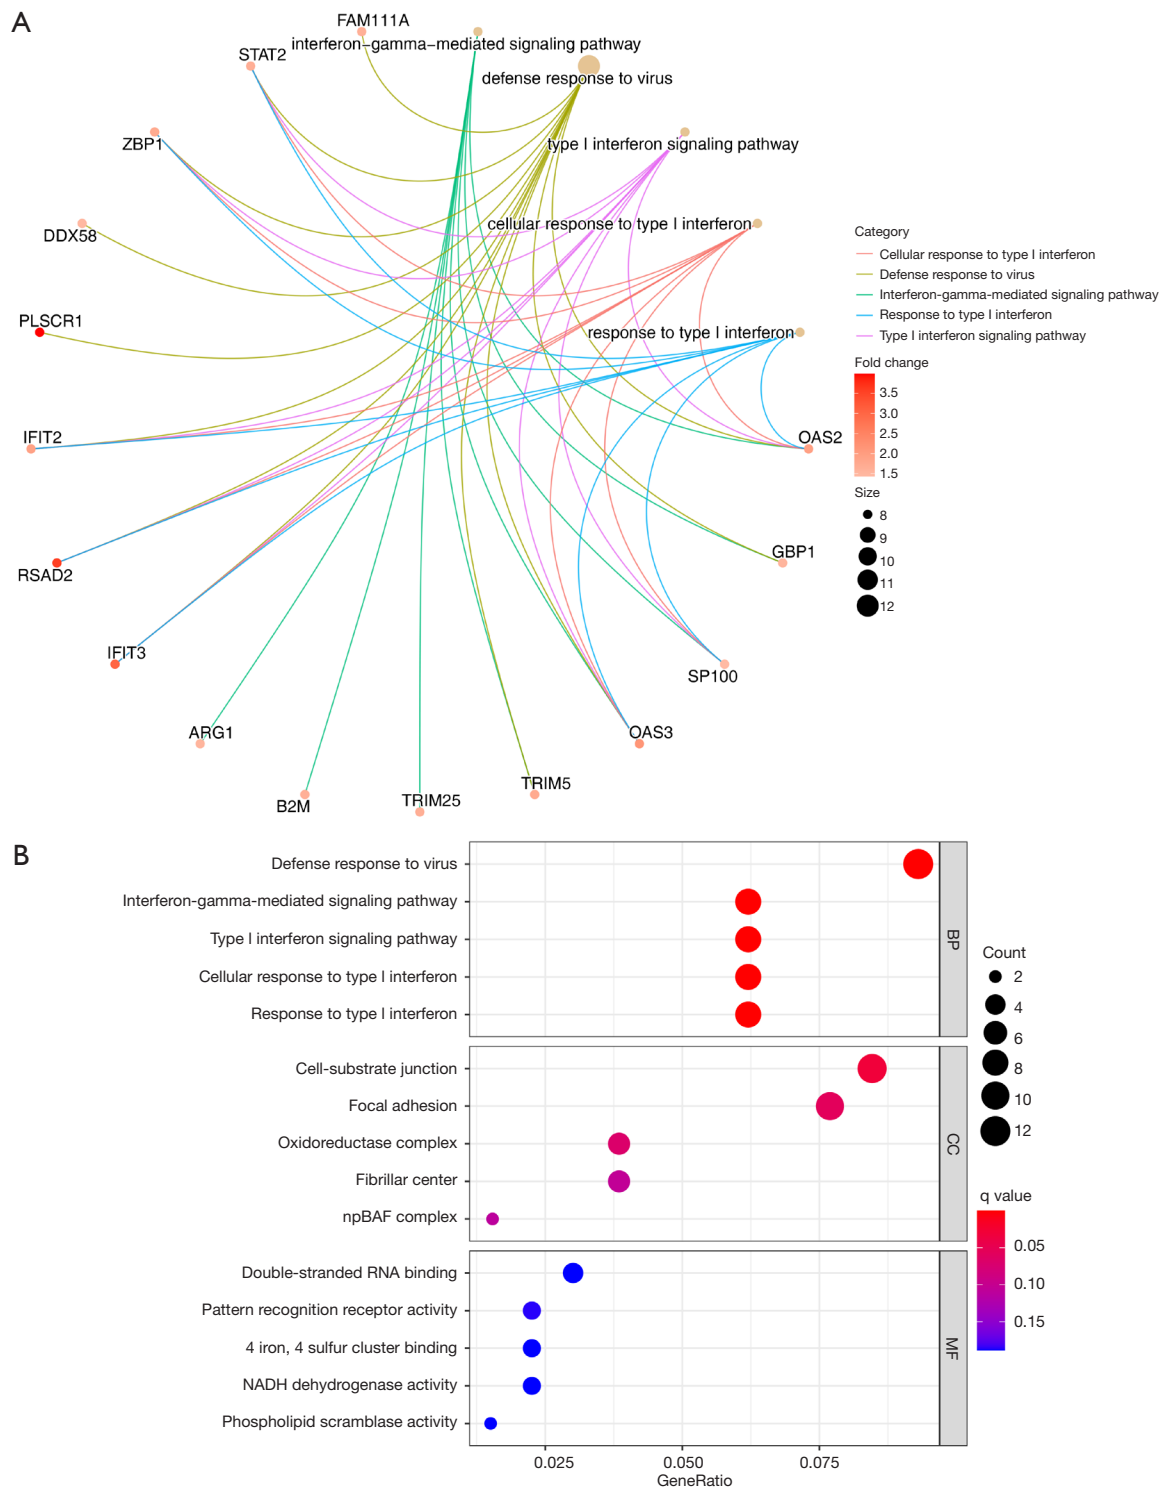 A
FAM111A
interferon−gamma−mediated signaling pathway
STAT2
defense response to virus
ZBP1
type I interferon signaling pathway
DDX58
cellular response to type I interferon
PLSCR1
response to type I interferon
IFIT2
OAS2
RSAD2
GBP1
IFIT3
SP100
ARG1
OAS3
B2M
TRIM25
TRIM5
Category
Cellular response to type I interferon
Defense response to virus
Interferon-gamma-mediated signaling pathway
Response to type I interferon
Type I interferon signaling pathway
Fold change
3.5
3.0
2.5
2.0
1.5
Size
8
9
10
11
12
B
Defense response to virus
Interferon-gamma-mediated signaling pathway
Type I interferon signaling pathway
Cellular response to type I interferon
Response to type I interferon
BP
Cell-substrate junction
Focal adhesion
Oxidoreductase complex
Fibrillar center
npBAF complex
CC
Double-stranded RNA binding
Pattern recognition receptor activity
4 iron, 4 sulfur cluster binding
NADH dehydrogenase activity
Phospholipid scramblase activity
MF
0.025
0.050
0.075
GeneRatio
Count
2
4
6
8
10
12
q value
0.05
0.10
0.15